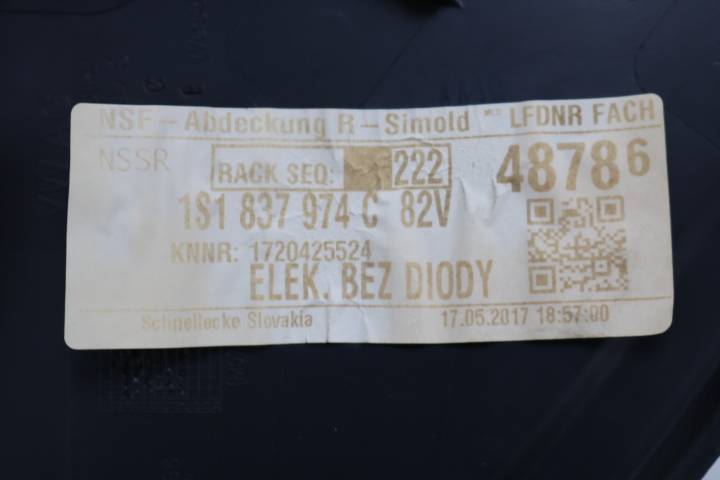 NSF - Abdeckung R - Simold LFDNR FACH
NSSR RACK SEQ: 222 48786
1S1 837 974 C 82V
KNNR: 1720425524
ELEK. BEZ DIODY
Schnellecke Slovakia 17.05.2017 18:57:00